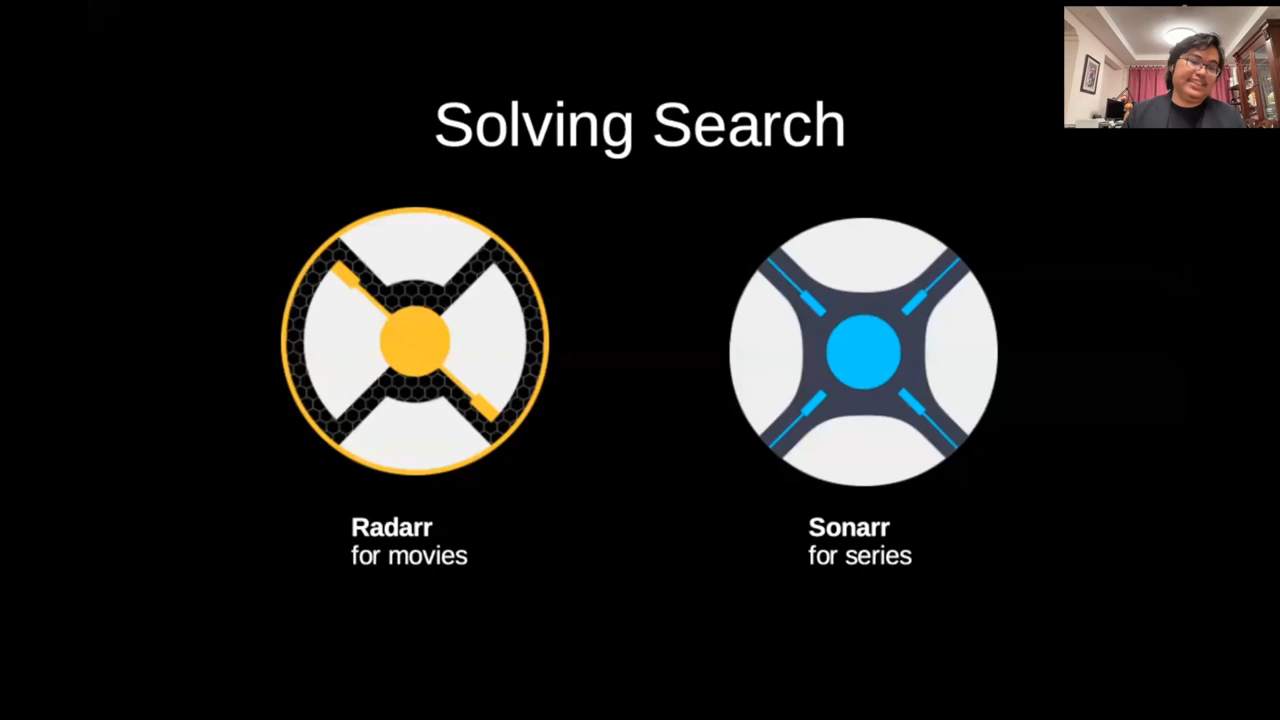 Solving Search
Radarr
for movies
Sonarr
for series